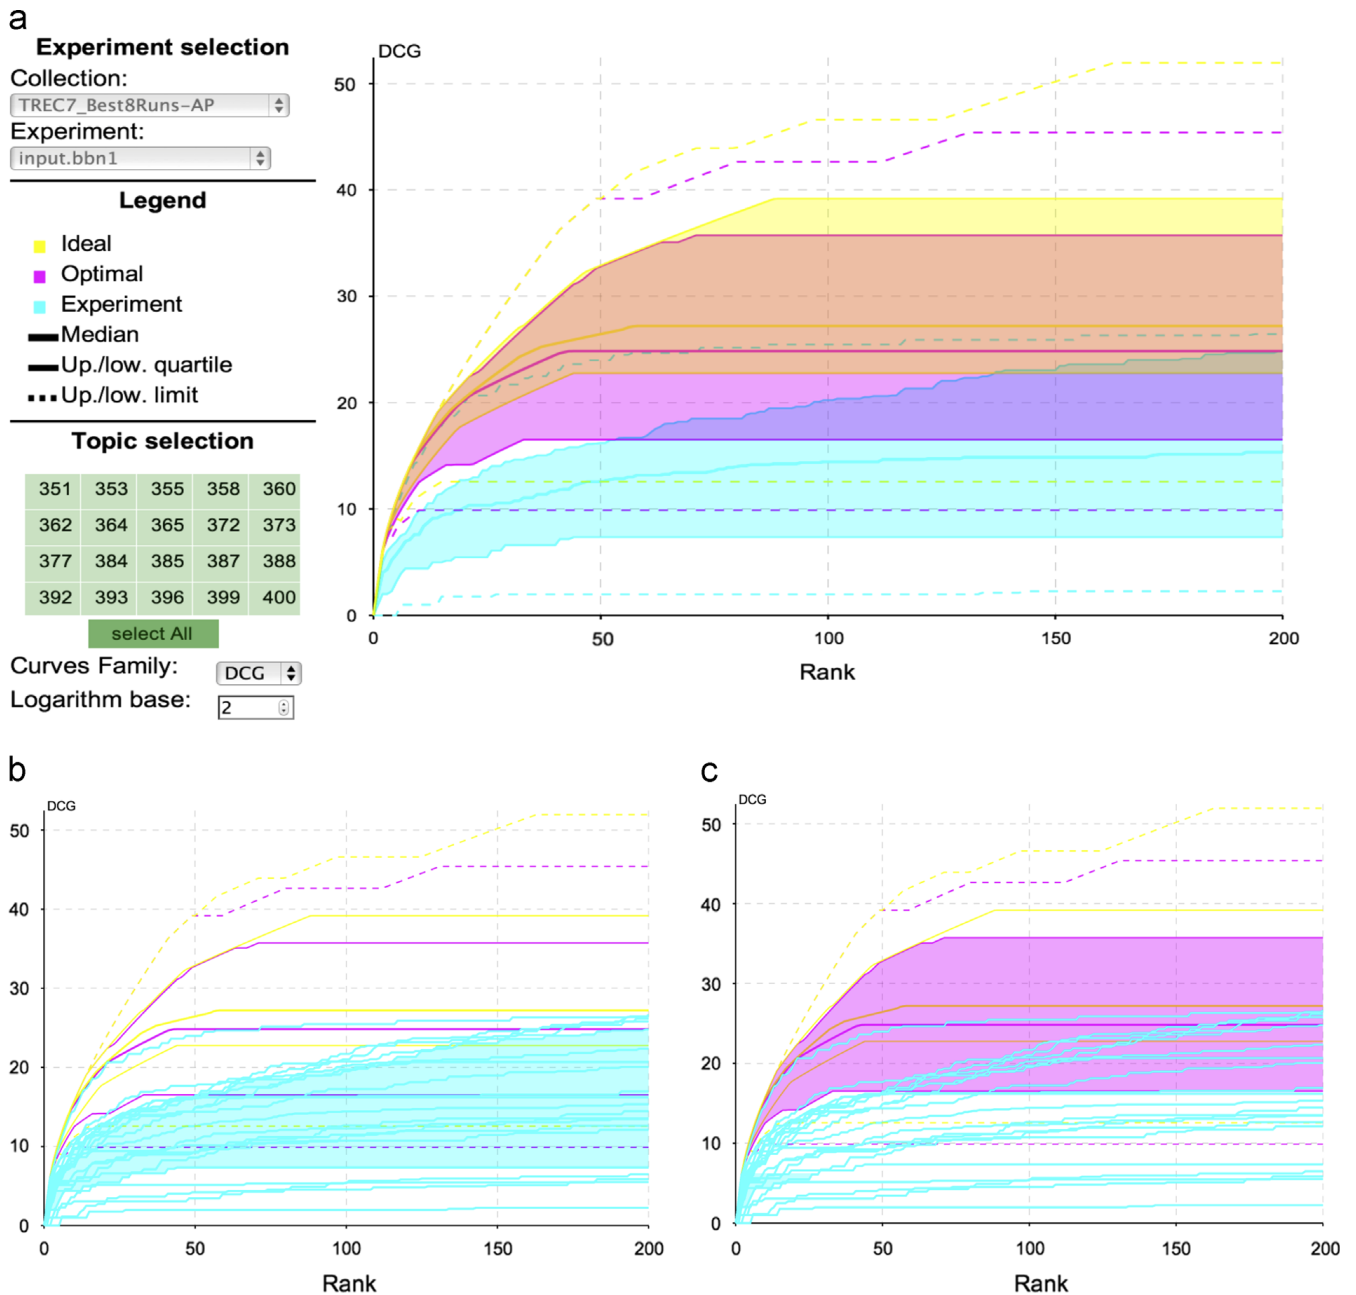 a
Experiment selection
Collection:
TREC7_Best8Runs-AP
Experiment:
input.bbn1
Legend
Ideal
Optimal
Experiment
Median
Up./low. quartile
Up./low. limit
Topic selection
351 353 355 358 360
362 364 365 372 373
377 384 385 387 388
392 393 396 399 400
select All
Curves Family: DCG
Logarithm base: 2
DCG
50
40
30
20
10
0
0 50 100 150 200
Rank
b
DCG
50
40
30
20
10
0
0 50 100 150 200
Rank
c
DCG
50
40
30
20
10
0
0 50 100 150 200
Rank